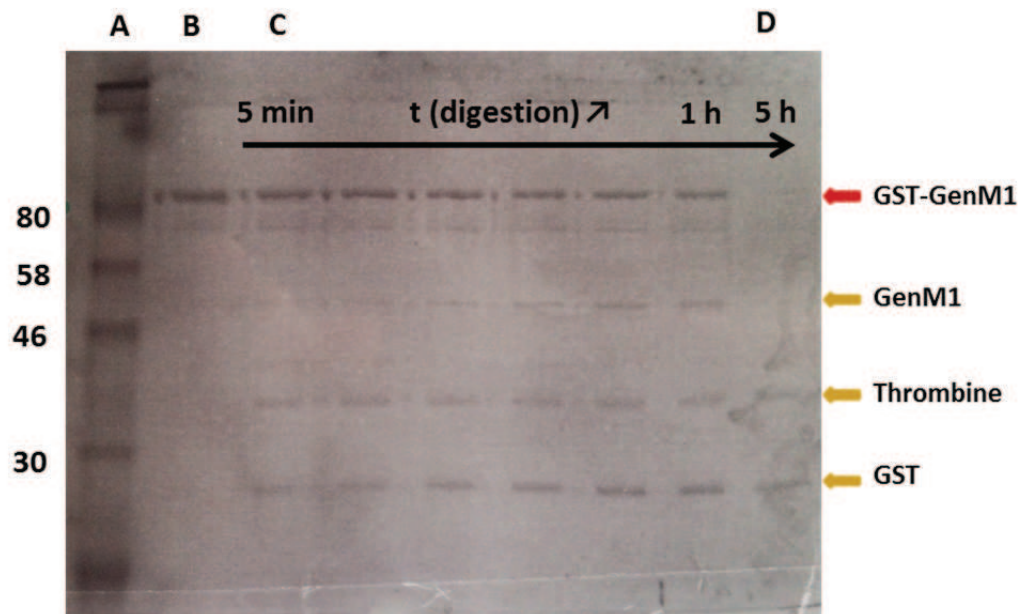 A B C D
5 min t (digestion) ↗ 1 h 5 h
GST-GenM1
80
58
GenM1
46
Thrombine
30
GST